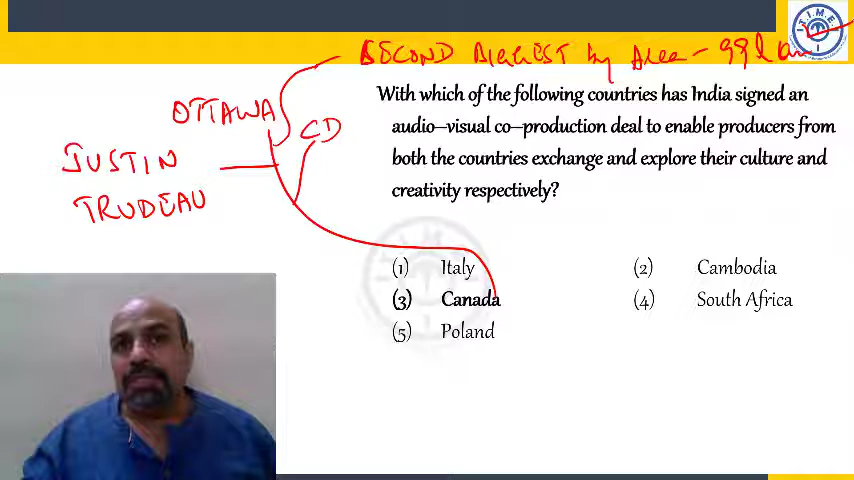 SECOND BIGGEST by Area - 99 l
T.I.M.E.
OTTAWA
CD
JUSTIN
TRUDEAU
With which of the following countries has India signed an
audio–visual co–production deal to enable producers from
both the countries exchange and explore their culture and
creativity respectively?
(1) Italy (2) Cambodia
(3) Canada (4) South Africa
(5) Poland